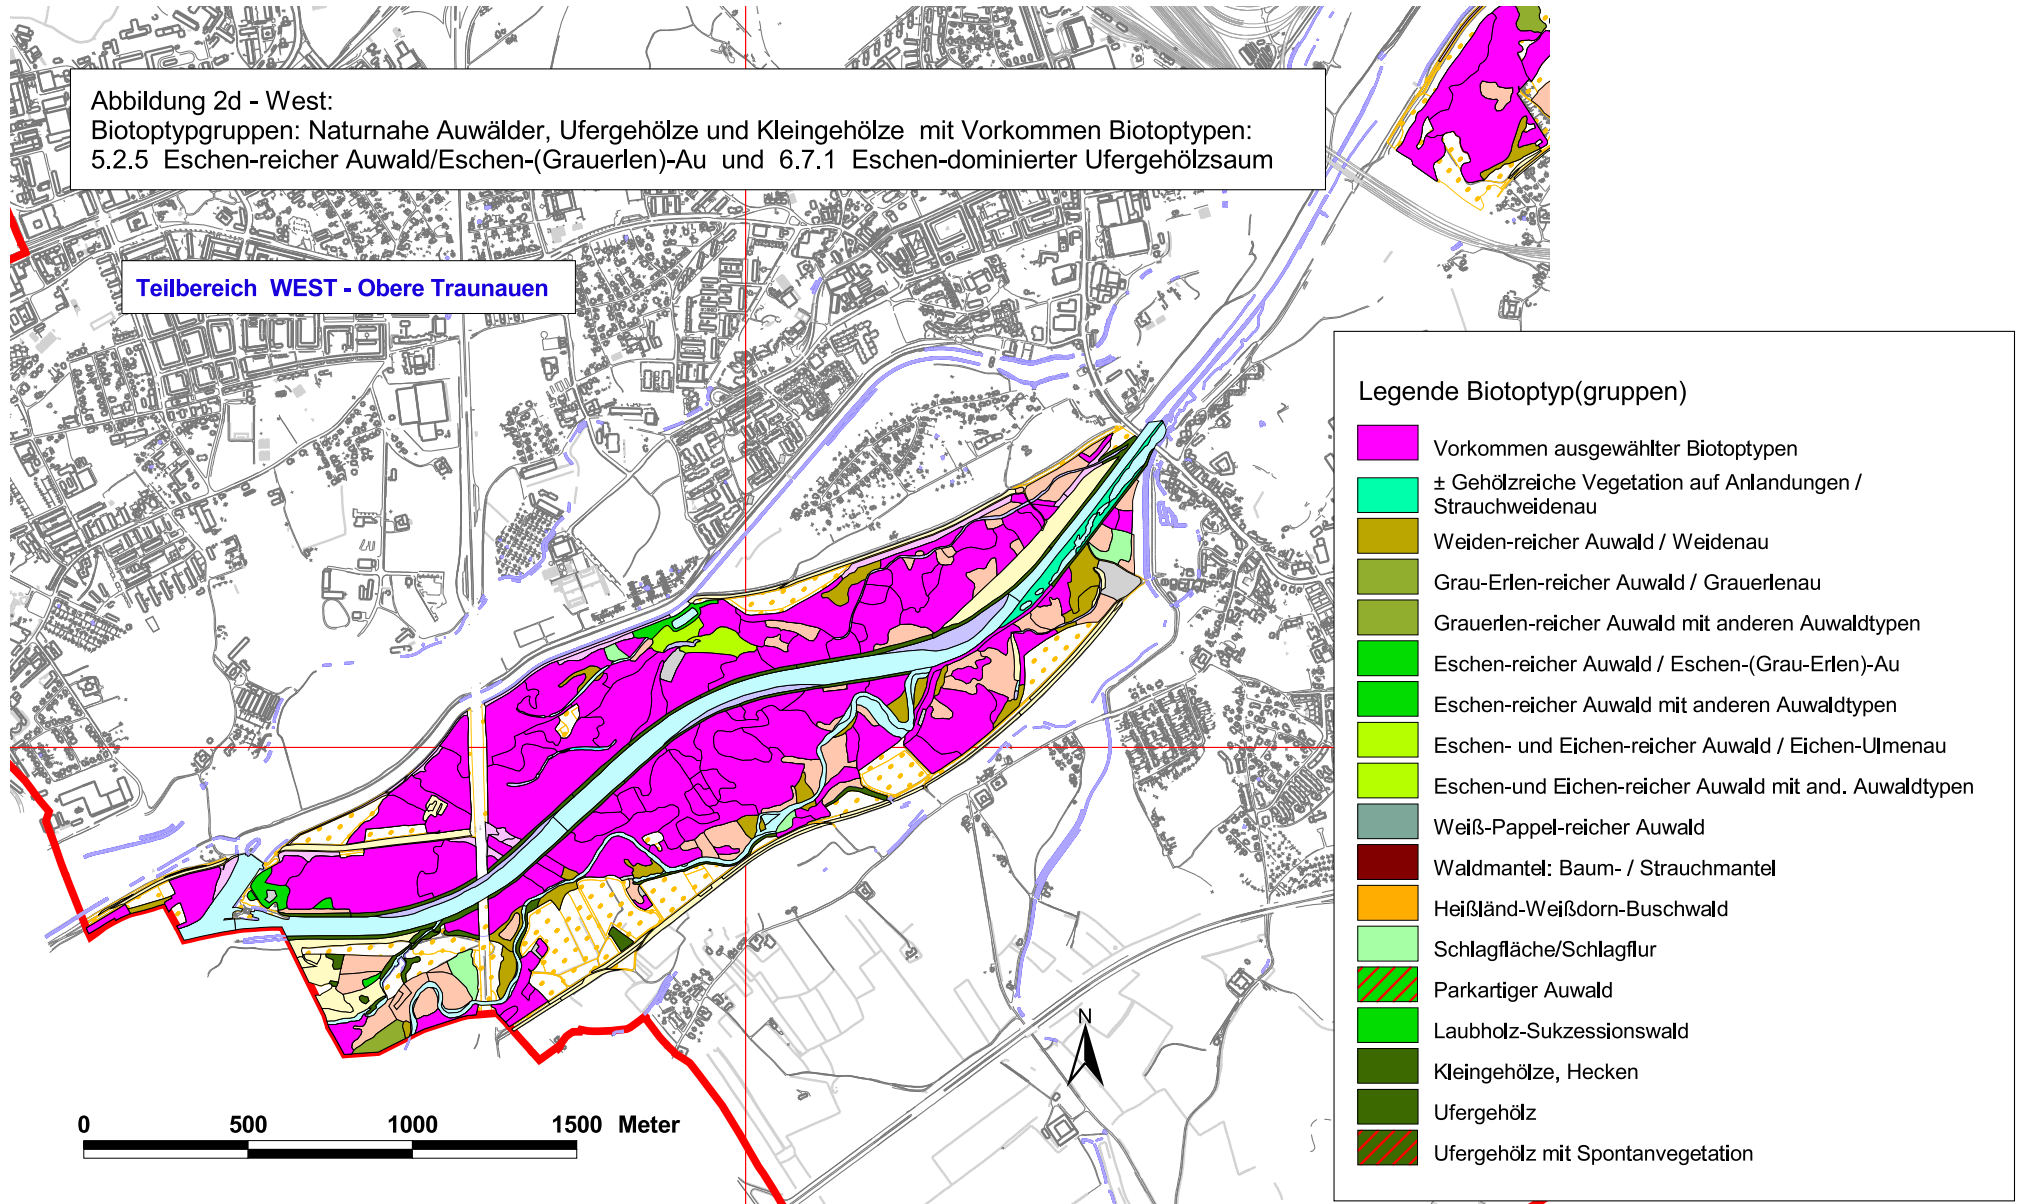 Abbildung 2d - West:
Biotoptypgruppen: Naturnahe Auwälder, Ufergehölze und Kleingehölze mit Vorkommen Biotoptypen:
5.2.5 Eschen-reicher Auwald/Eschen-(Grauerlen)-Au und 6.7.1 Eschen-dominierter Ufergehölzsaum
Teilbereich WEST - Obere Traunauen
Legende Biotoptyp(gruppen)
Vorkommen ausgewählter Biotoptypen
± Gehölzreiche Vegetation auf Anlandungen /
Strauchweidenau
Weiden-reicher Auwald / Weidenau
Grau-Erlen-reicher Auwald / Grauerlenau
Grauerlen-reicher Auwald mit anderen Auwaldtypen
Eschen-reicher Auwald / Eschen-(Grau-Erlen)-Au
Eschen-reicher Auwald mit anderen Auwaldtypen
Eschen- und Eichen-reicher Auwald / Eichen-Ulmenau
Eschen-und Eichen-reicher Auwald mit and. Auwaldtypen
Weiß-Pappel-reicher Auwald
Waldmantel: Baum- / Strauchmantel
Heißländ-Weißdorn-Buschwald
Schlagfläche/Schlagflur
Parkartiger Auwald
Laubholz-Sukzessionswald
Kleingehölze, Hecken
Ufergehölz
Ufergehölz mit Spontanvegetation
N
0 500 1000 1500 Meter